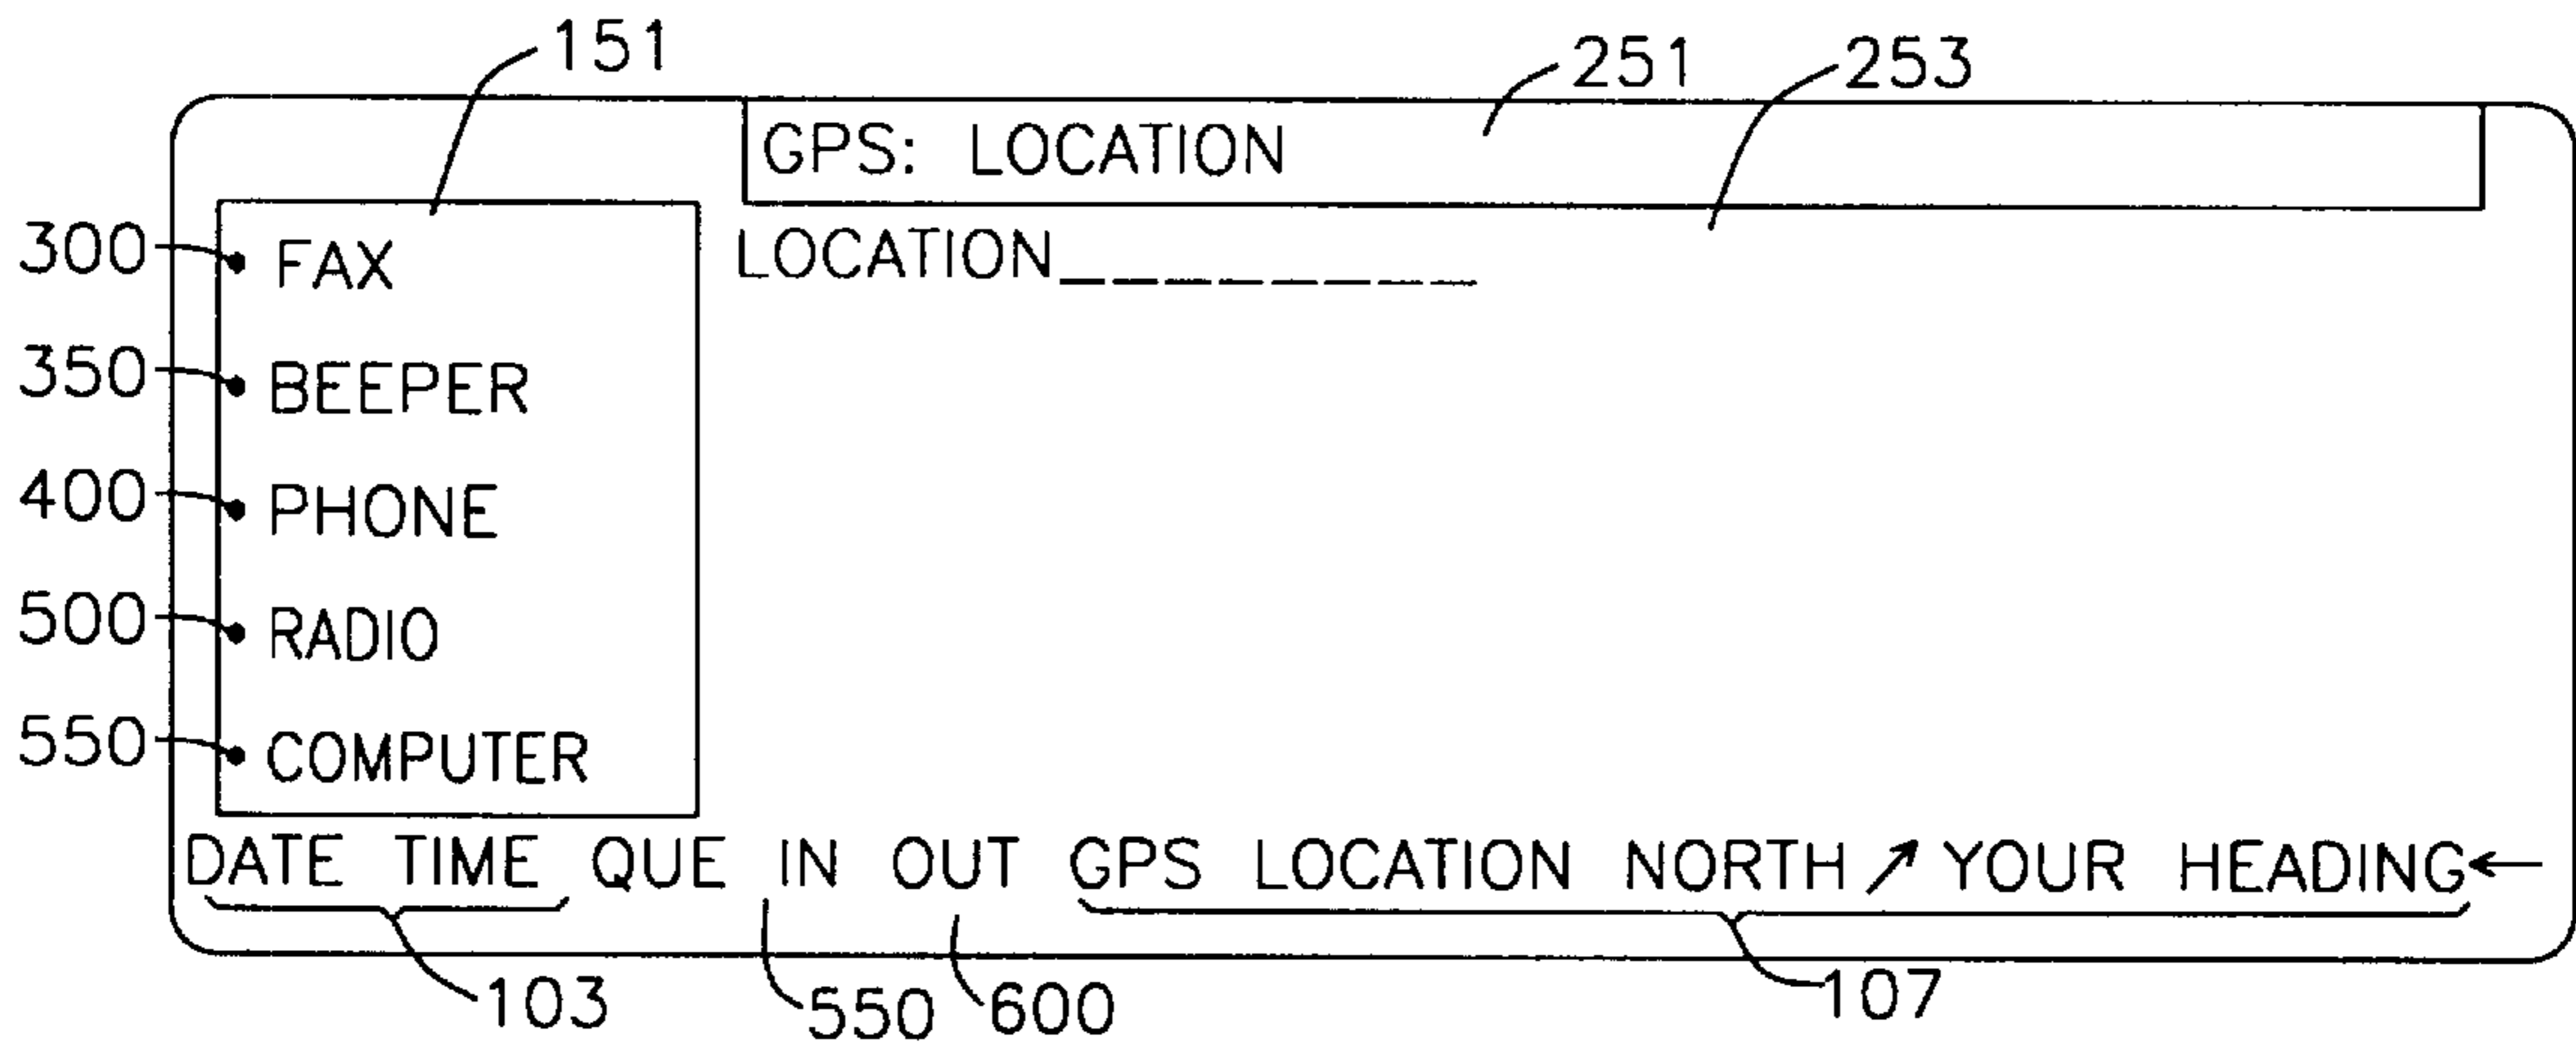 151
251
253
GPS: LOCATION
LOCATION_ _ _ _ _ _ _ _
300 • FAX
350 • BEEPER
400 • PHONE
500 • RADIO
550 • COMPUTER
DATE TIME QUE IN OUT GPS LOCATION NORTH ↗ YOUR HEADING ←
103
550
600
107